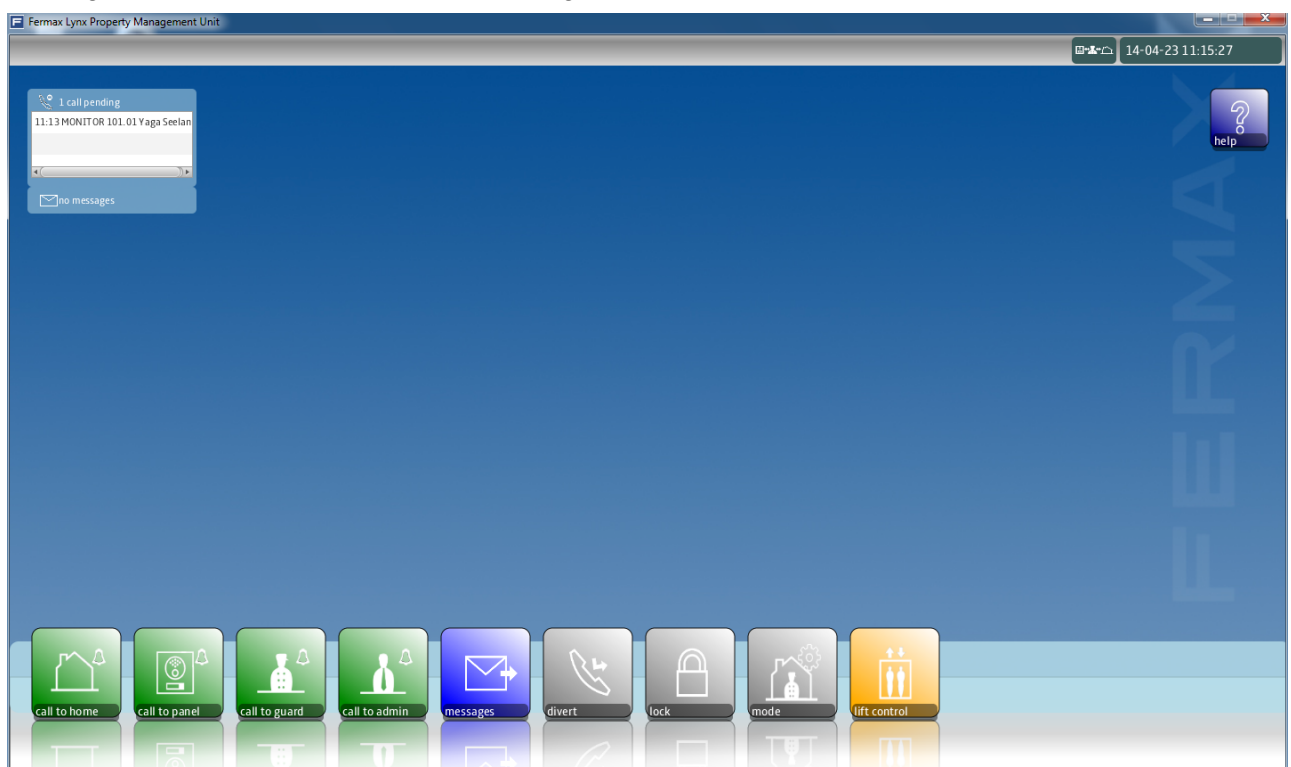 Fermax Lynx Property Management Unit
14-04-23 11:15:27
1 call pending
11:13 MONITOR 101.01 Yaga Seelan
no messages
help
FERMAX
call to home
call to panel
call to guard
call to admin
messages
divert
lock
mode
lift control